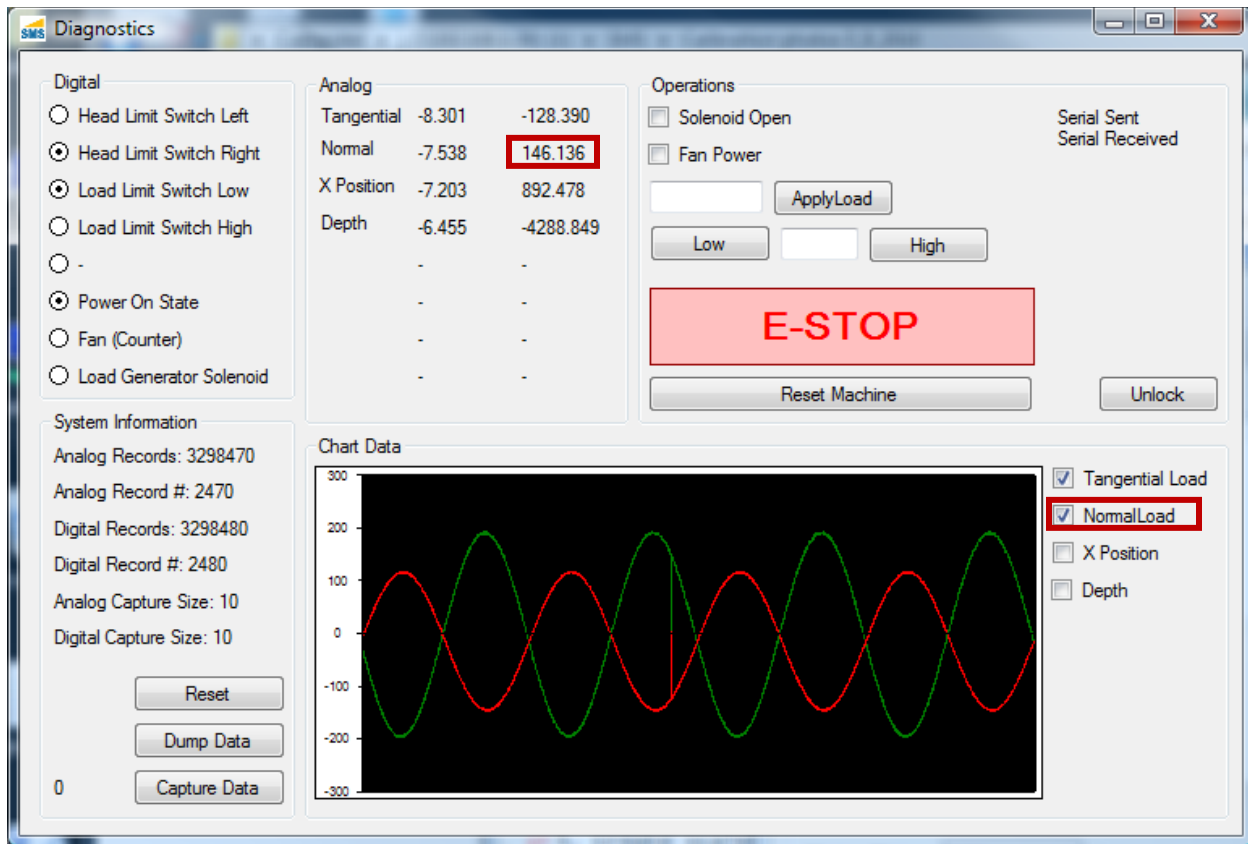 SMS Diagnostics
Digital
Head Limit Switch Left
Head Limit Switch Right
Load Limit Switch Low
Load Limit Switch High
-
Power On State
Fan (Counter)
Load Generator Solenoid
Analog
Tangential -8.301 -128.390
Normal -7.538 146.136
X Position -7.203 892.478
Depth -6.455 -4288.849
- -
- -
- -
- -
Operations
Solenoid Open
Fan Power
ApplyLoad
Low High
E-STOP
Reset Machine
Serial Sent
Serial Received
Unlock
System Information
Analog Records: 3298470
Analog Record #: 2470
Digital Records: 3298480
Digital Record #: 2480
Analog Capture Size: 10
Digital Capture Size: 10
Reset
Dump Data
0 Capture Data
Chart Data
300
200
100
0
-100
-200
-300
Tangential Load
NormalLoad
X Position
Depth